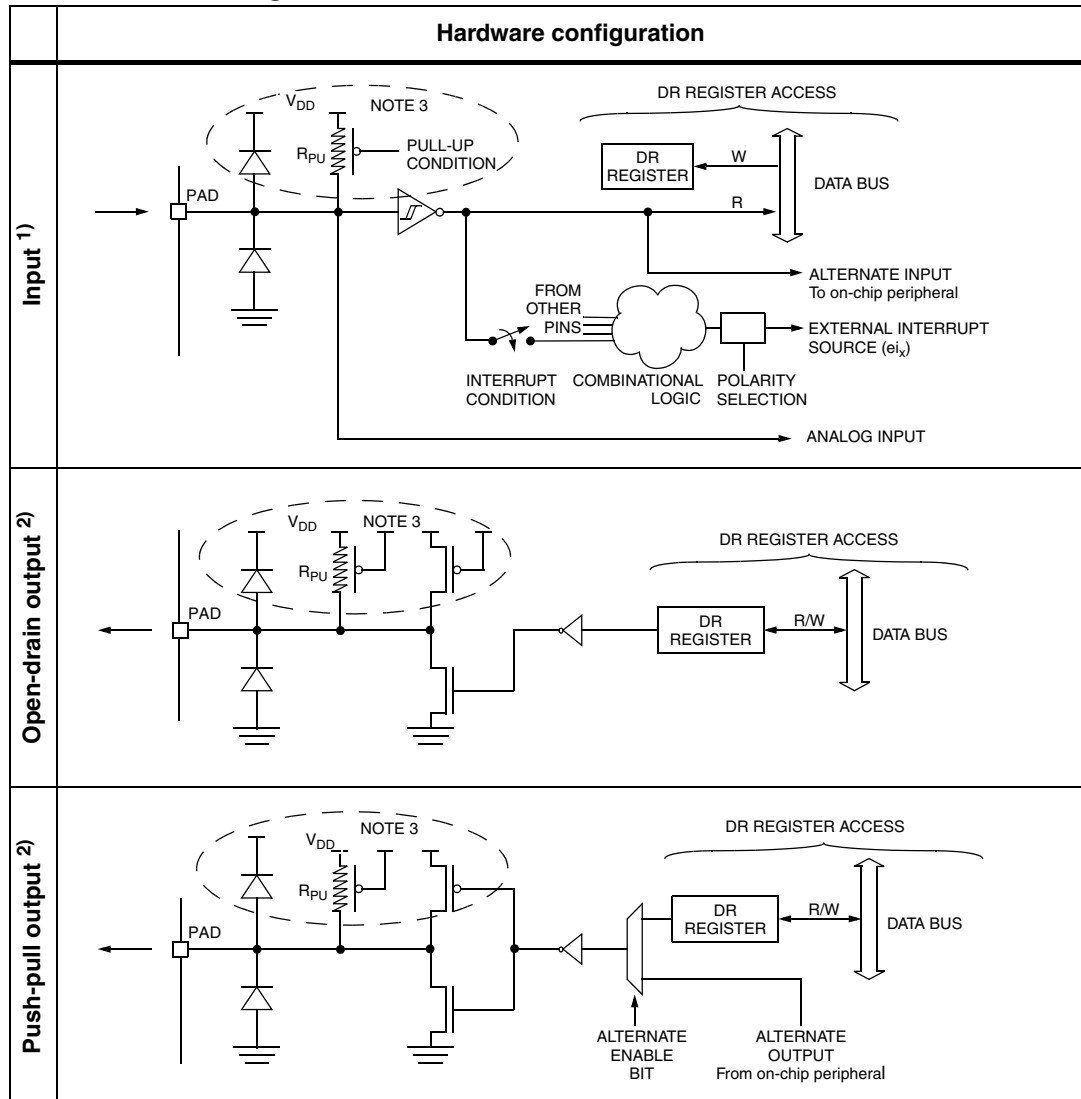 Hardware configuration
Input 1)
VDD
NOTE 3
RPU
PULL-UP
CONDITION
PAD
DR REGISTER ACCESS
DR
REGISTER
W
R
DATA BUS
ALTERNATE INPUT
To on-chip peripheral
FROM
OTHER
PINS
EXTERNAL INTERRUPT
SOURCE (eix)
INTERRUPT
CONDITION
COMBINATIONAL
LOGIC
POLARITY
SELECTION
ANALOG INPUT
Open-drain output 2)
VDD
NOTE 3
RPU
PAD
DR REGISTER ACCESS
DR
REGISTER
R/W
DATA BUS
Push-pull output 2)
VDD
NOTE 3
RPU
PAD
DR REGISTER ACCESS
DR
REGISTER
R/W
DATA BUS
ALTERNATE
ENABLE
BIT
ALTERNATE
OUTPUT
From on-chip peripheral